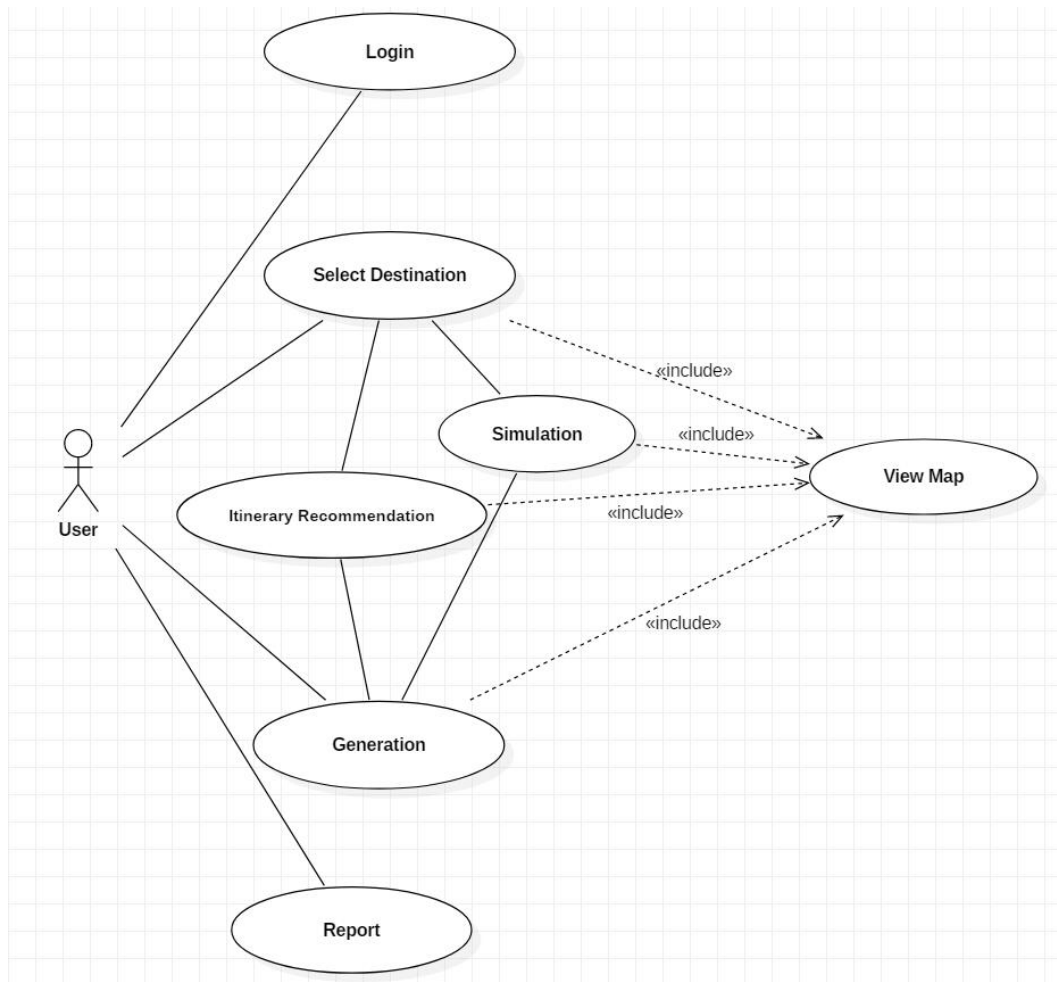 Login
Select Destination
«include»
Simulation
«include»
View Map
User
Itinerary Recommendation
«include»
«include»
Generation
Report